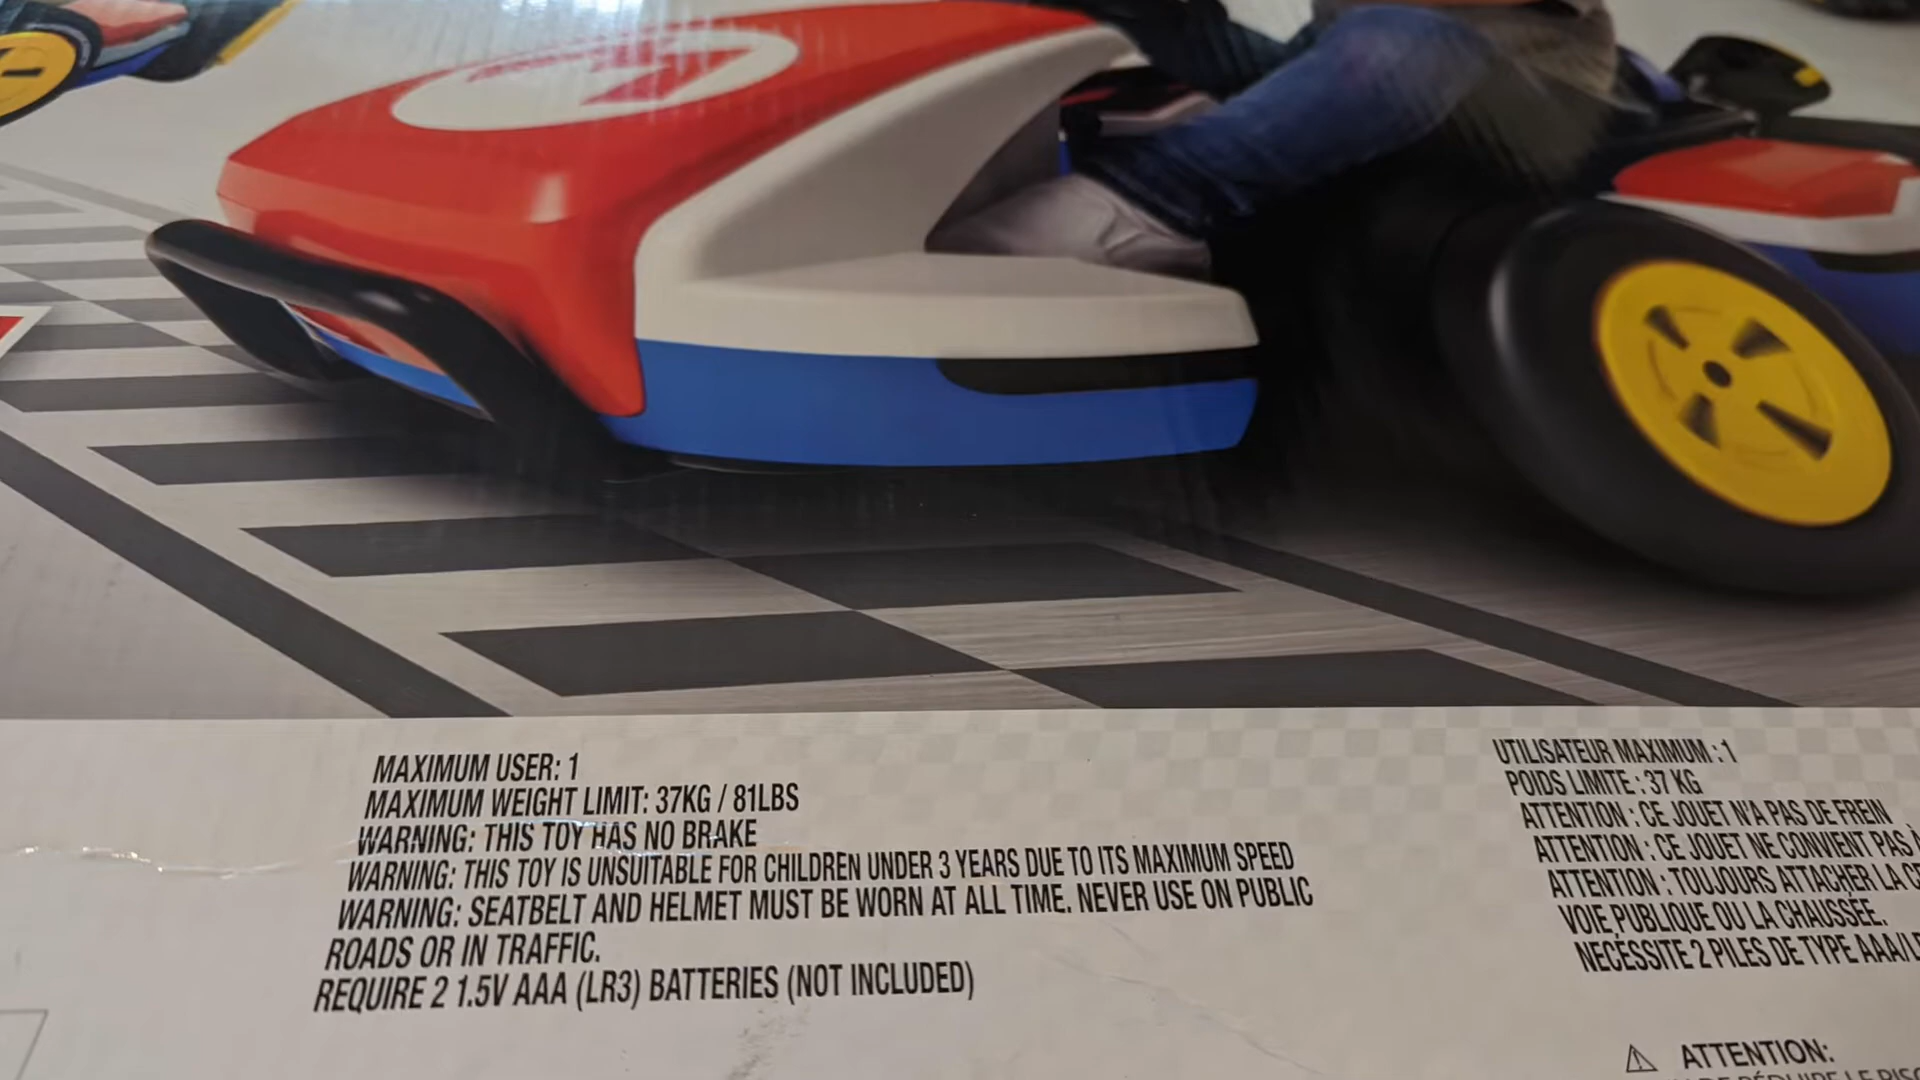 MAXIMUM USER: 1
MAXIMUM WEIGHT LIMIT: 37KG / 81LBS
WARNING: THIS TOY HAS NO BRAKE
WARNING: THIS TOY IS UNSUITABLE FOR CHILDREN UNDER 3 YEARS DUE TO ITS MAXIMUM SPEED
WARNING: SEATBELT AND HELMET MUST BE WORN AT ALL TIME. NEVER USE ON PUBLIC
ROADS OR IN TRAFFIC.
REQUIRE 2 1.5V AAA (LR3) BATTERIES (NOT INCLUDED)
UTILISATEUR MAXIMUM : 1
POIDS LIMITE : 37 KG
ATTENTION : CE JOUET N'A PAS DE FREIN
ATTENTION : CE JOUET NE CONVIENT PAS À
ATTENTION : TOUJOURS ATTACHER LA
VOIE PUBLIQUE OU LA CHAUSSÉE.
NÉCESSITE 2 PILES DE TYPE AAA/
ATTENTION: